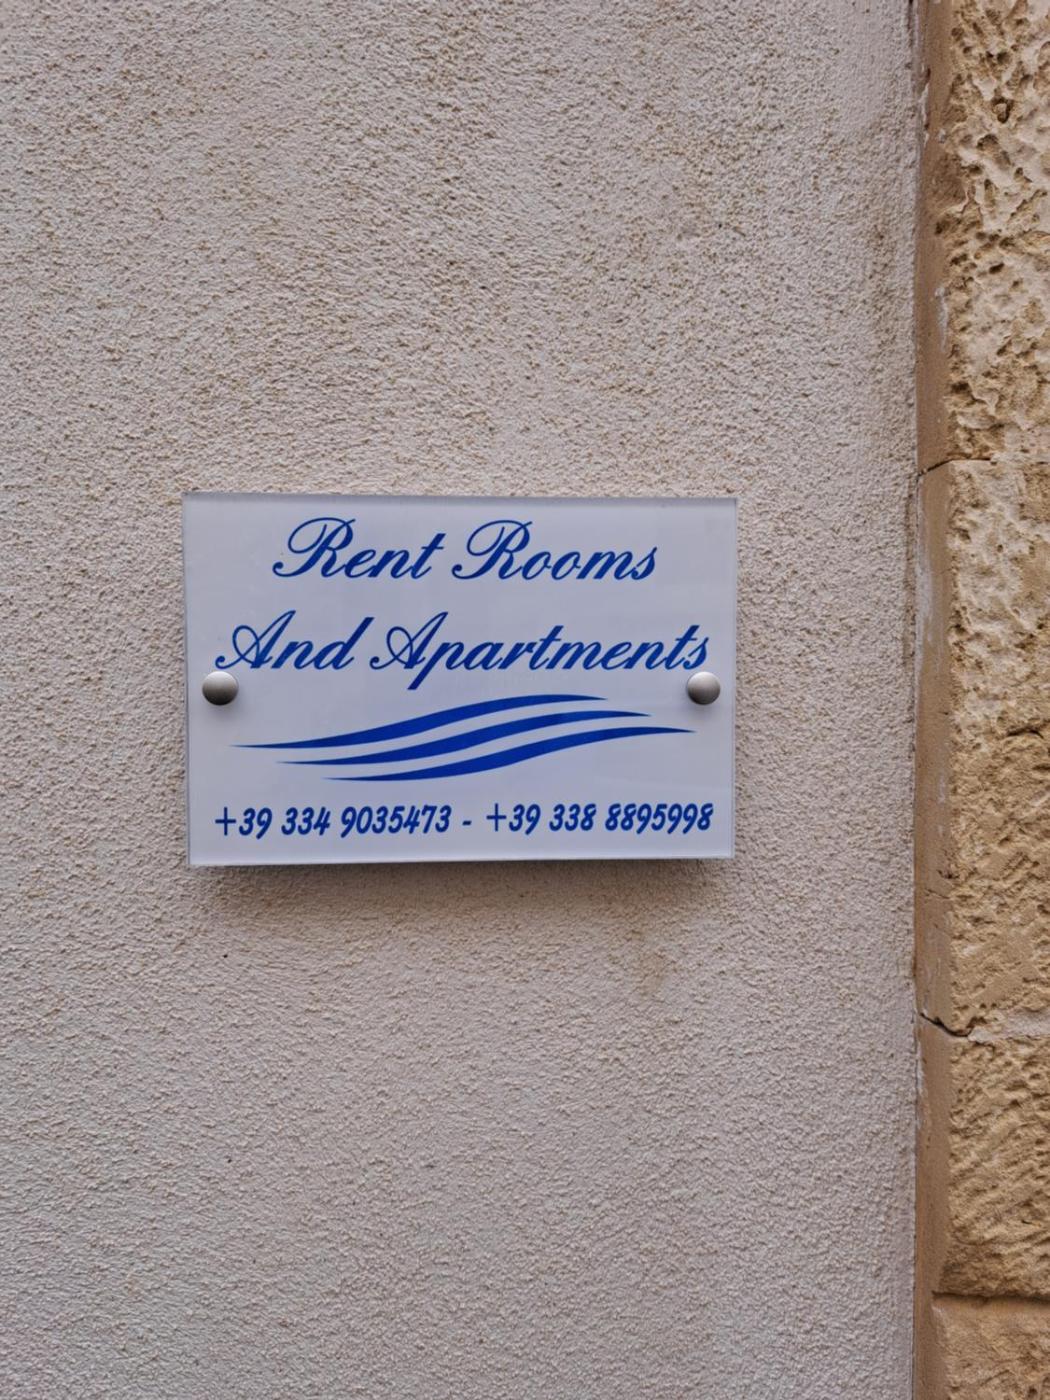 Rent Rooms
And Apartments
+39 334 9035473 - +39 338 8895998